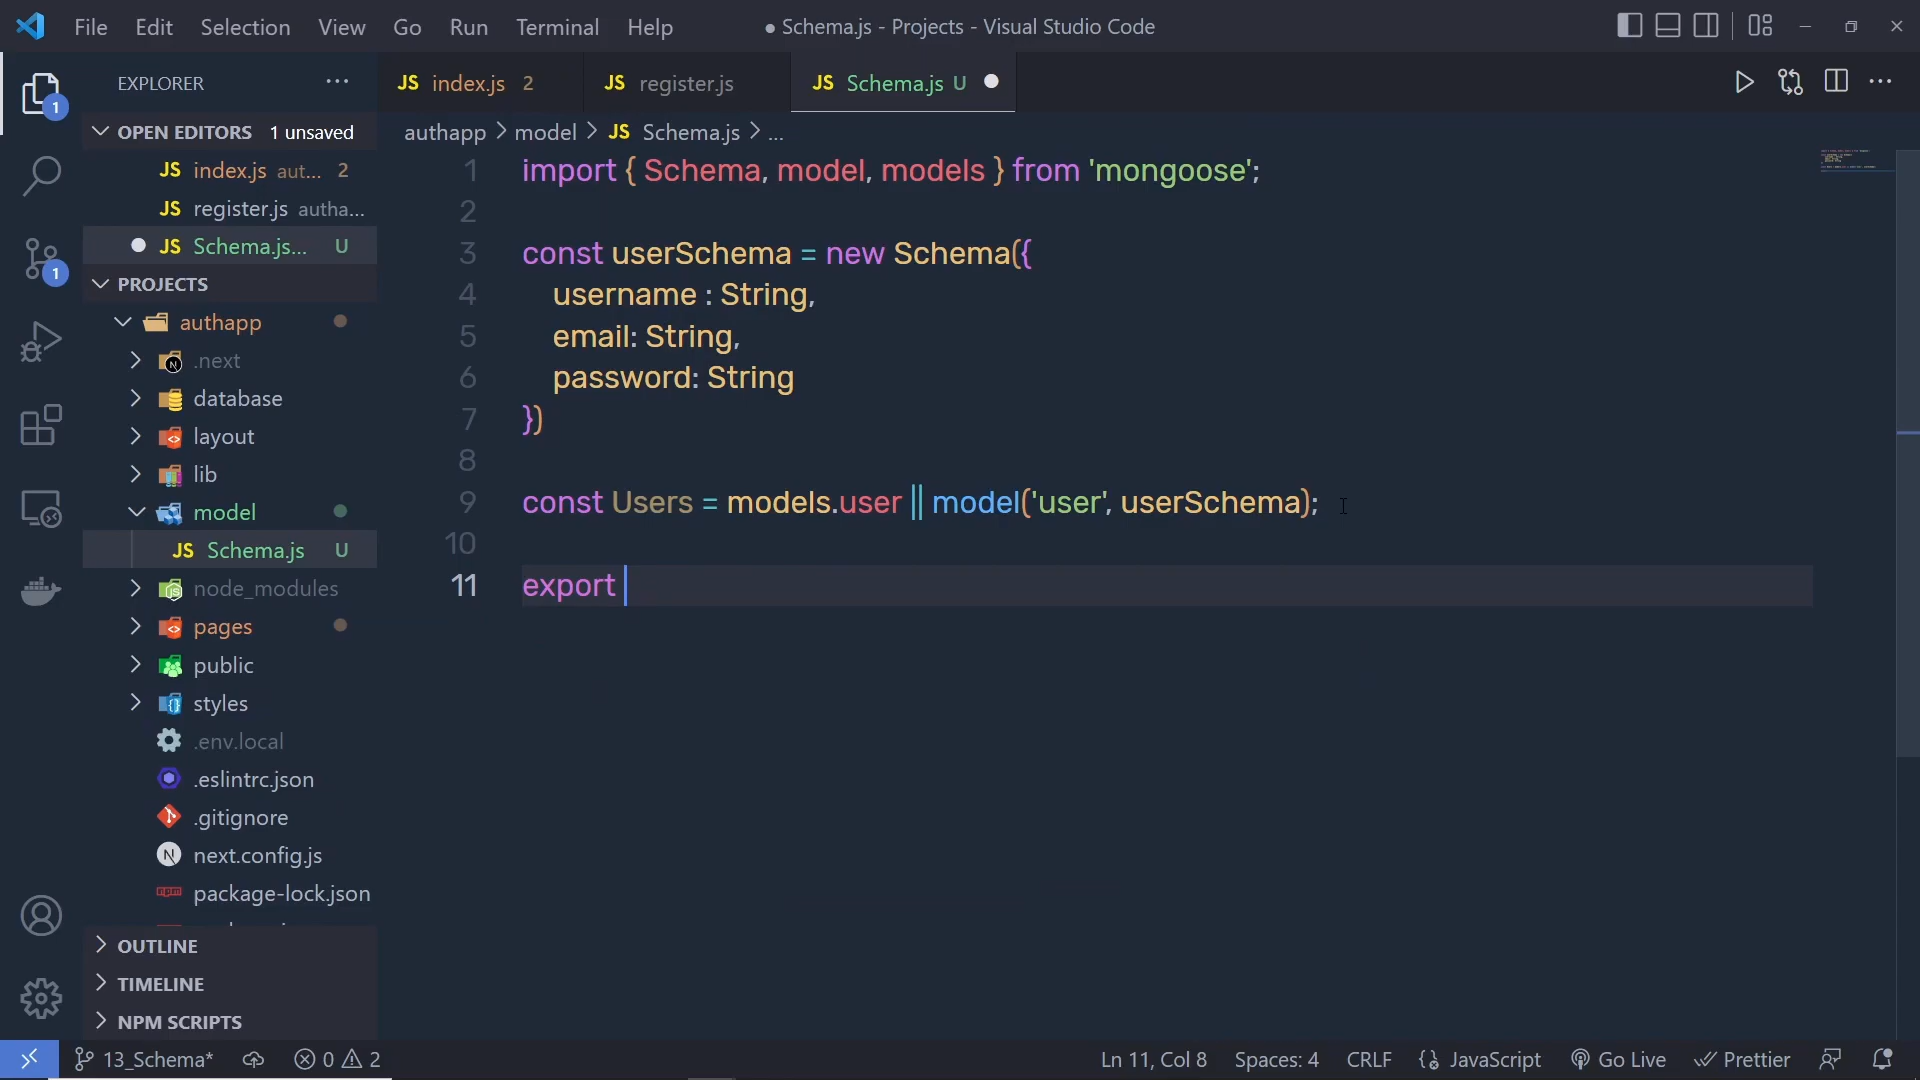 File Edit Selection View Go Run Terminal Help
● Schema.js - Projects - Visual Studio Code
EXPLORER ...
JS index.js 2
JS register.js
JS Schema.js U
OPEN EDITORS 1 unsaved
authapp > model > JS Schema.js > ...
JS index.js aut... 2
JS register.js autha...
JS Schema.js... U
PROJECTS
authapp
.next
database
layout
lib
model
JS Schema.js U
node_modules
pages
public
styles
.env.local
.eslintrc.json
.gitignore
next.config.js
package-lock.json
OUTLINE
TIMELINE
NPM SCRIPTS
1 import { Schema, model, models } from 'mongoose';
2
3 const userSchema = new Schema({
4 username : String,
5 email: String,
6 password: String
7 })
8
9 const Users = models.user || model('user', userSchema);
10
11 export
1
1
13_Schema* 0 2
Ln 11, Col 8 Spaces: 4 CRLF JavaScript Go Live Prettier